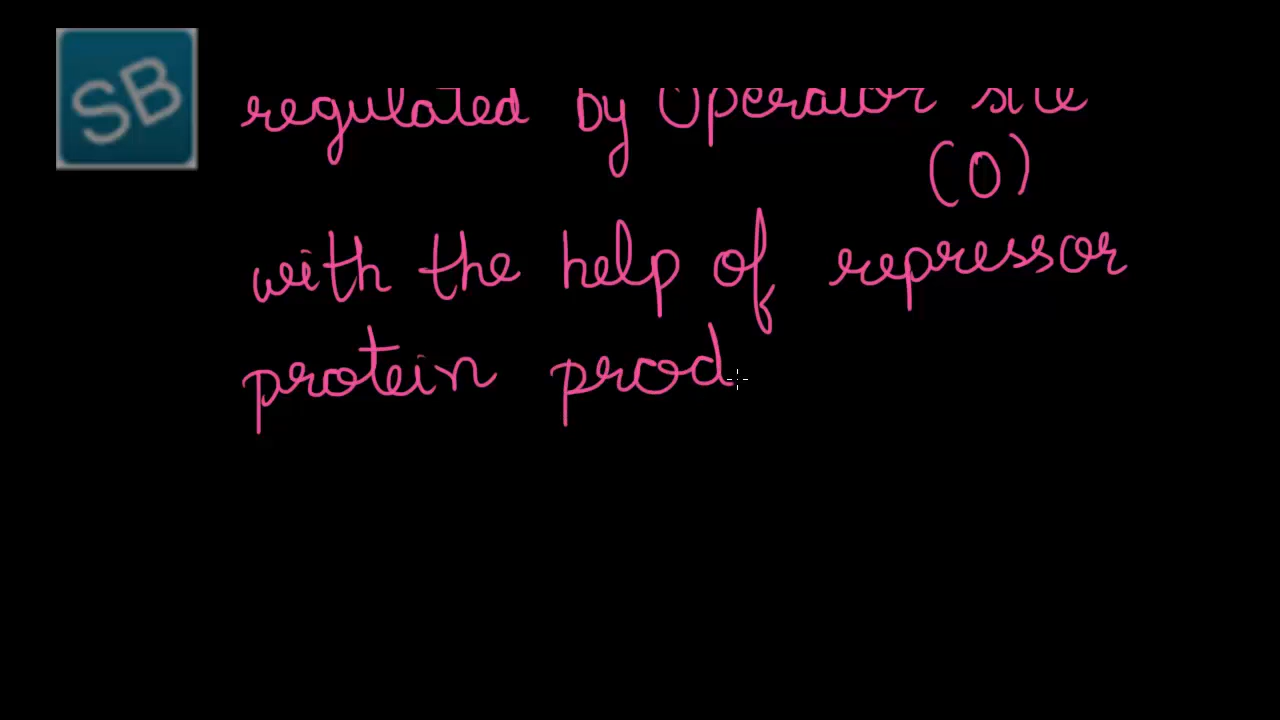 SB
regulated by Operator site
(O)
with the help of repressor
protein prod